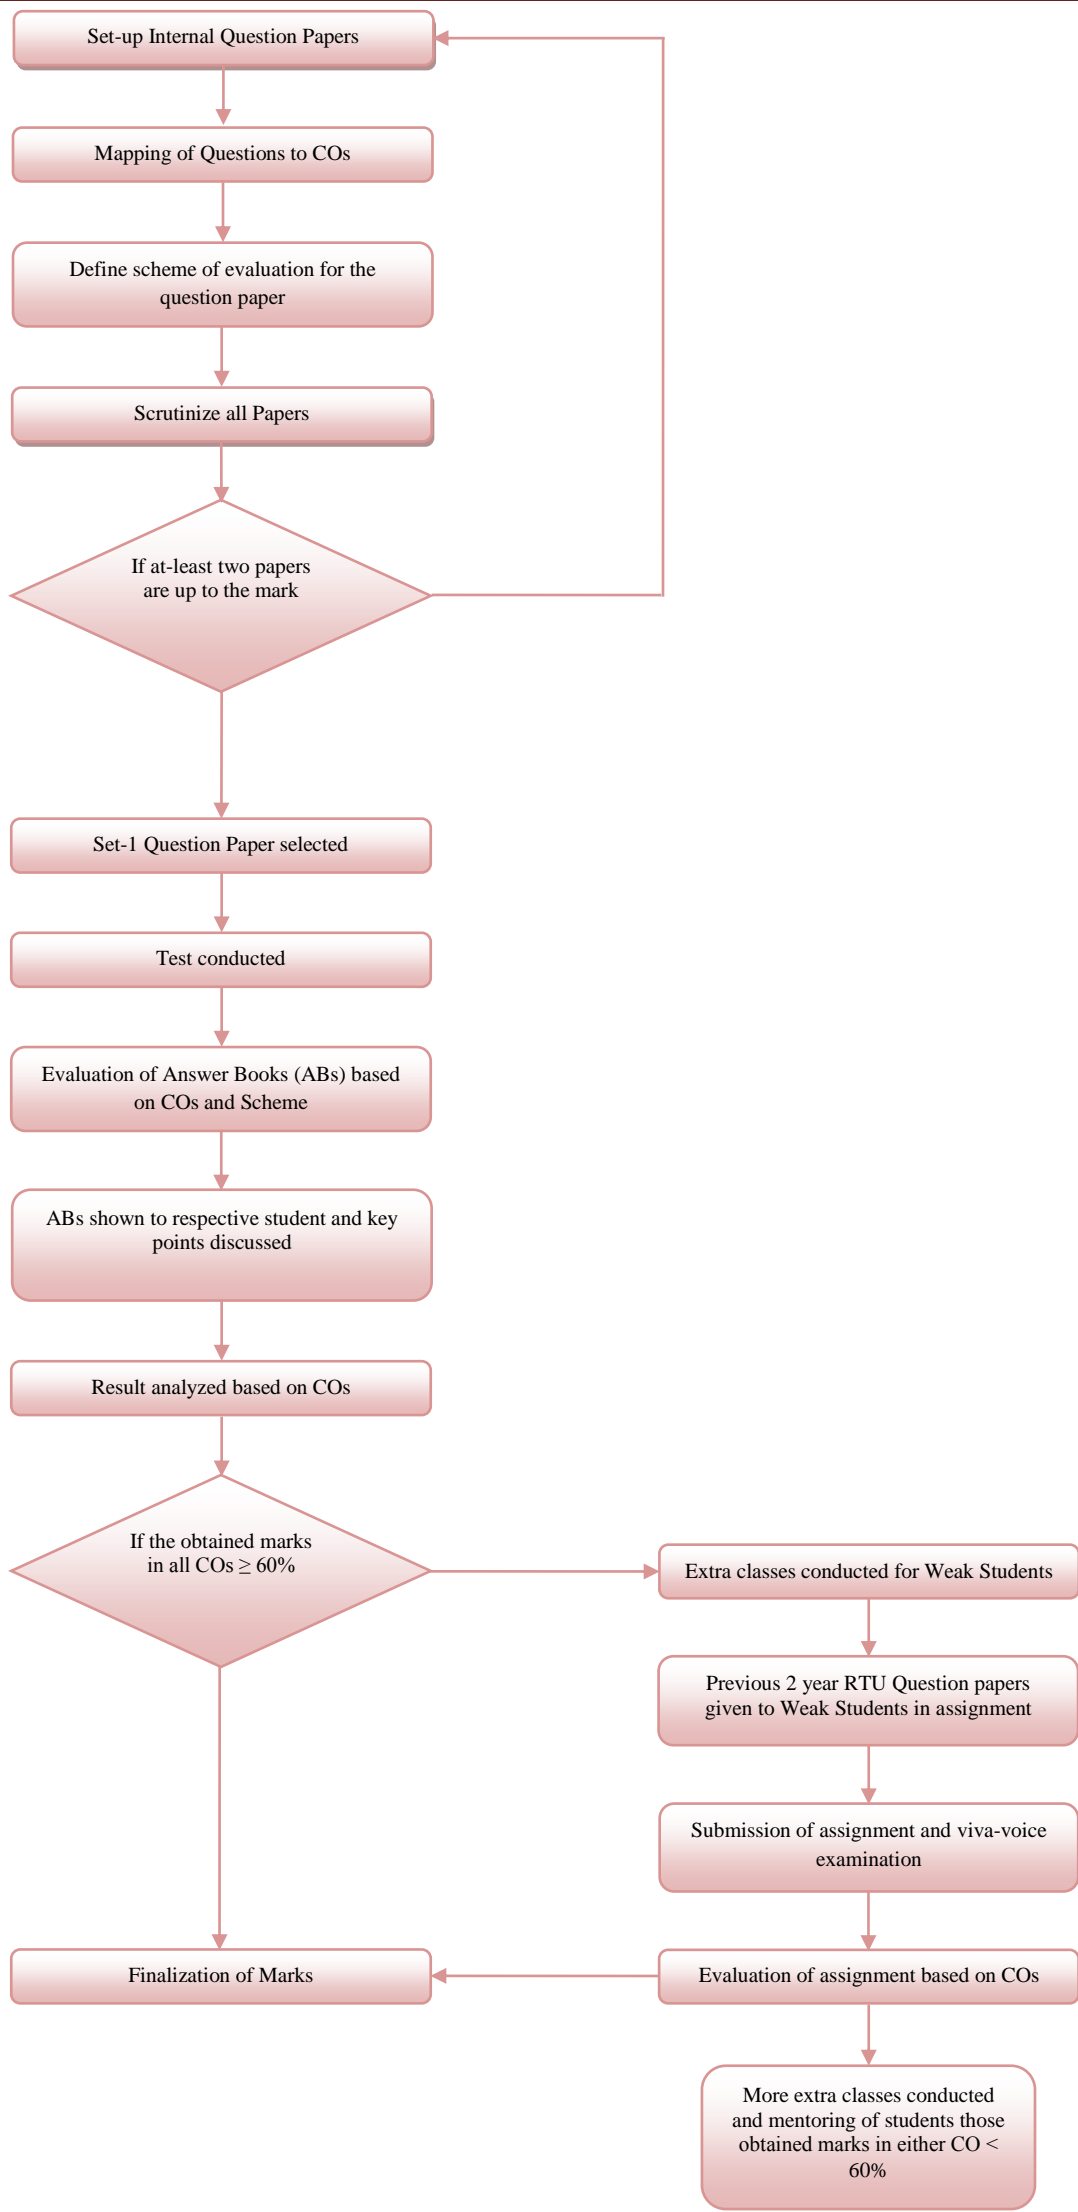 Set-up Internal Question Papers
Mapping of Questions to COs
Define scheme of evaluation for the
question paper
Scrutinize all Papers
If at-least two papers
are up to the mark
Set-1 Question Paper selected
Test conducted
Evaluation of Answer Books (ABs) based
on COs and Scheme
ABs shown to respective student and key
points discussed
Result analyzed based on COs
If the obtained marks
in all COs ≥ 60%
Extra classes conducted for Weak Students
Previous 2 year RTU Question papers
given to Weak Students in assignment
Submission of assignment and viva-voice
examination
Finalization of Marks
Evaluation of assignment based on COs
More extra classes conducted
and mentoring of students those
obtained marks in either CO <
60%